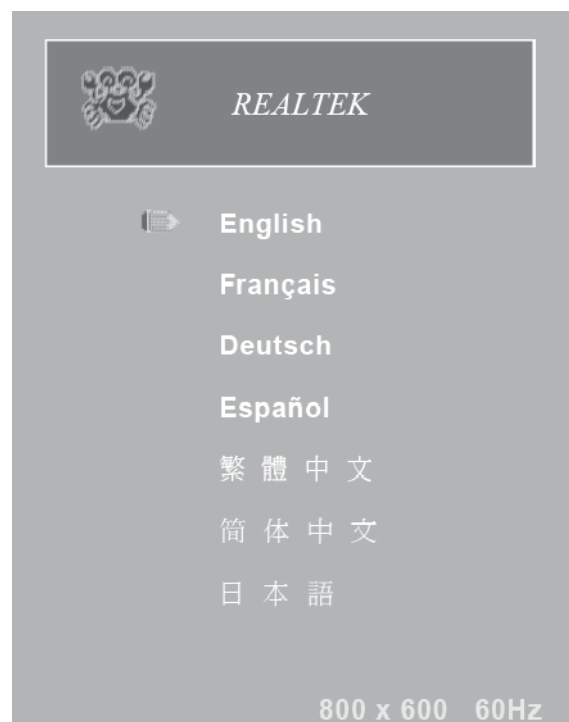 REALTEK
English
Français
Deutsch
Español
繁體中文
简体中文
日本語
800 x 600 60Hz